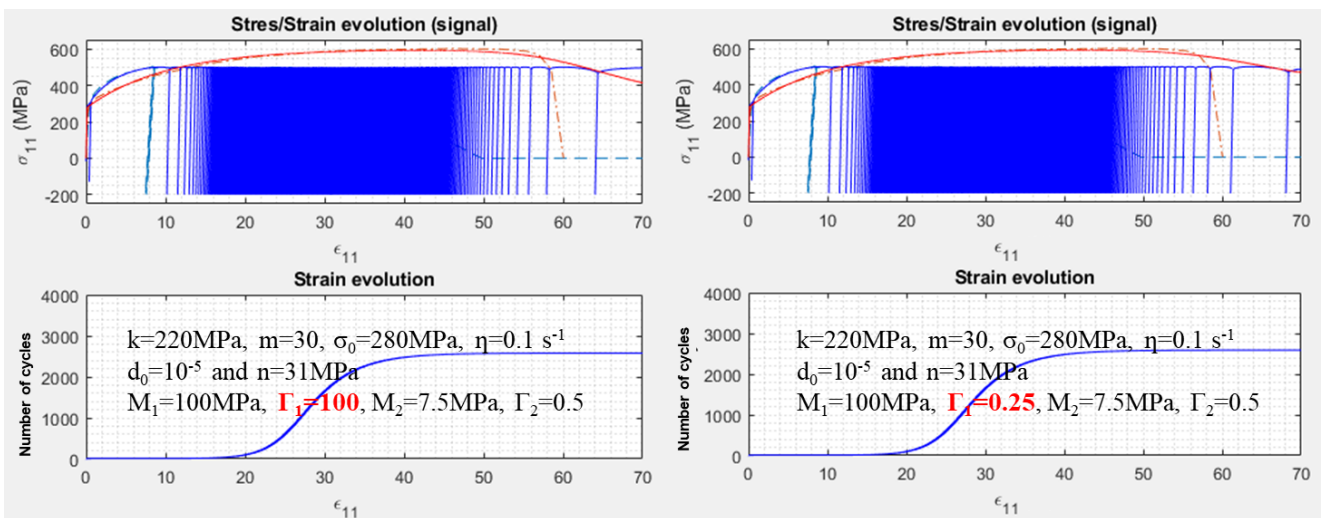 Stres/Strain evolution (signal)
σ11 (MPa)
600
400
200
0
-200
0 10 20 30 40 50 60 70
ϵ11
Strain evolution
Number of cycles
4000
3000
2000
1000
0
k=220MPa, m=30, σ0=280MPa, η=0.1 s-1
d0=10-5 and n=31MPa
M1=100MPa, Γ1=100, M2=7.5MPa, Γ2=0.5
0 10 20 30 40 50 60 70
ϵ11
Stres/Strain evolution (signal)
σ11 (MPa)
600
400
200
0
-200
0 10 20 30 40 50 60 70
ϵ11
Strain evolution
Number of cycles
4000
3000
2000
1000
0
k=220MPa, m=30, σ0=280MPa, η=0.1 s-1
d0=10-5 and n=31MPa
M1=100MPa, Γ1=0.25, M2=7.5MPa, Γ2=0.5
0 10 20 30 40 50 60 70
ϵ11